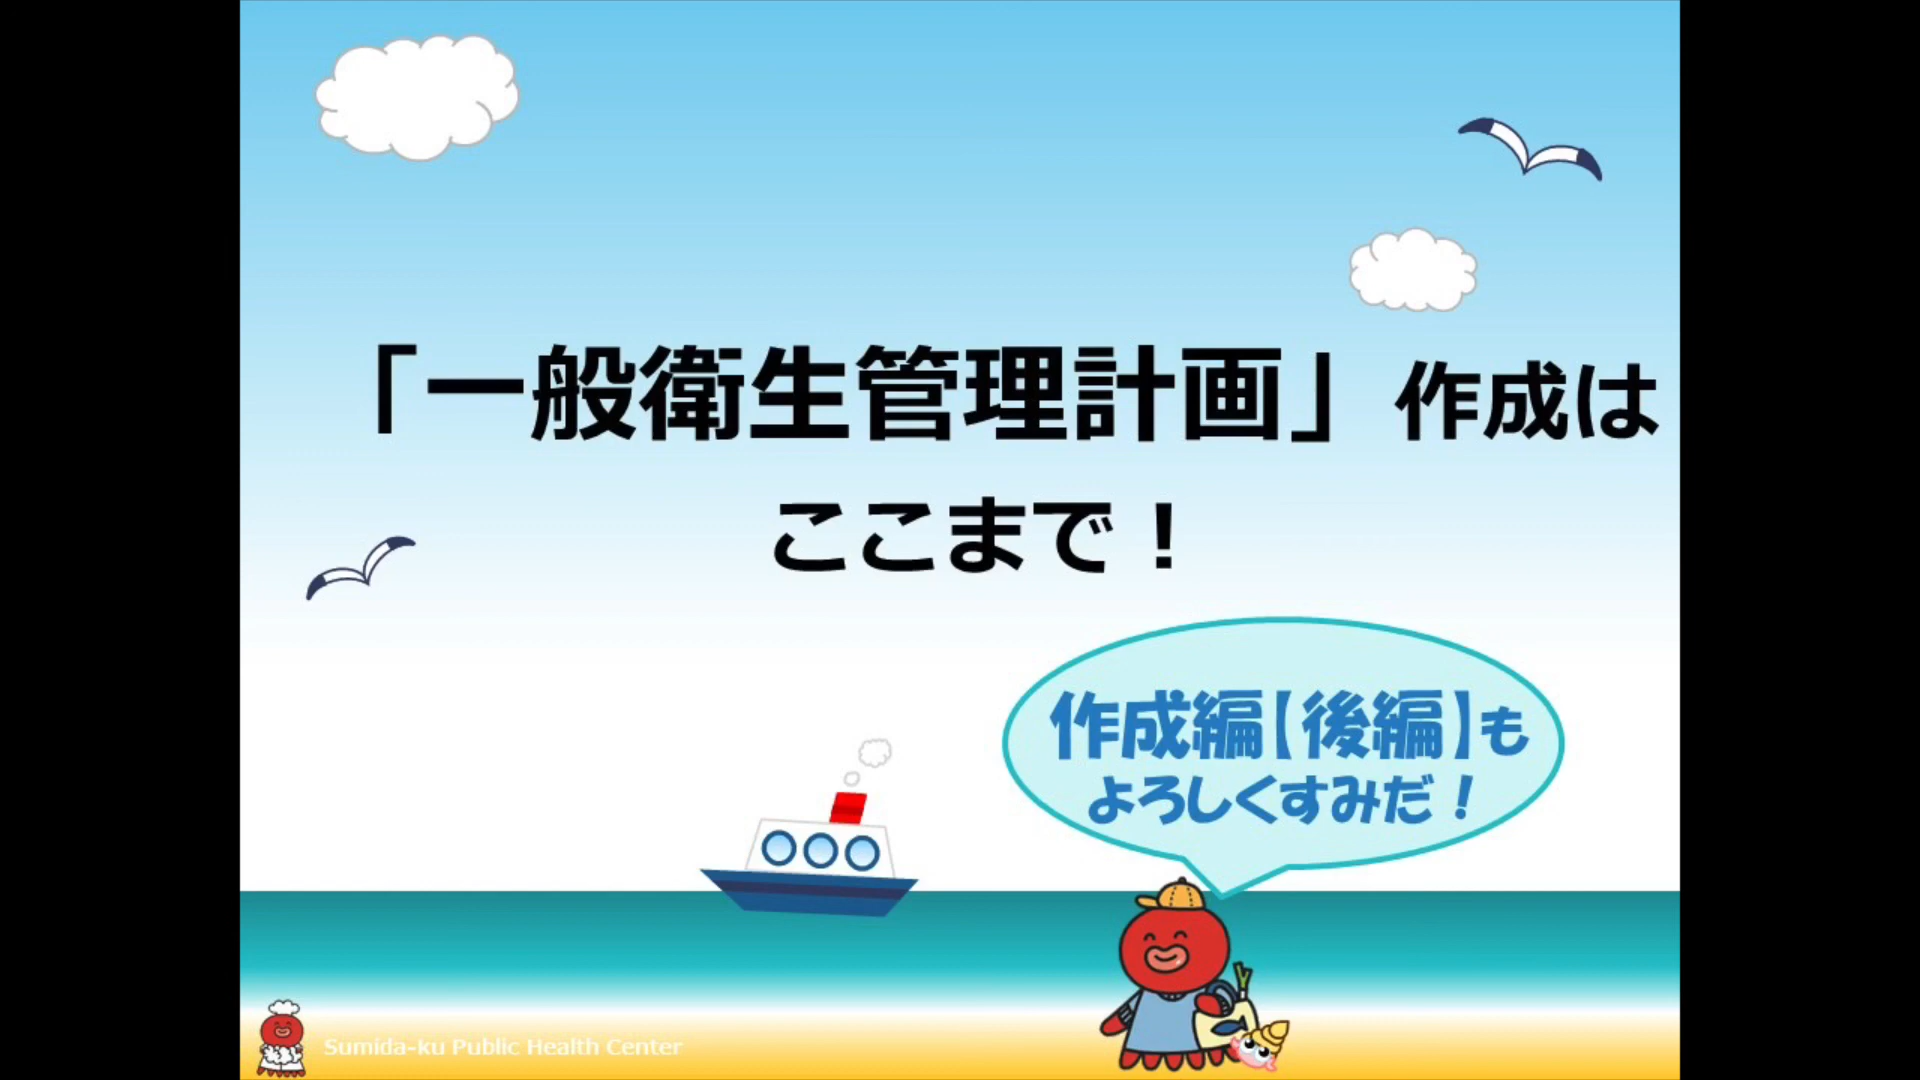 「一般衛生管理計画」作成は
ここまで！
作成編【後編】も
よろしくすみだ！
Sumida-ku Public Health Center